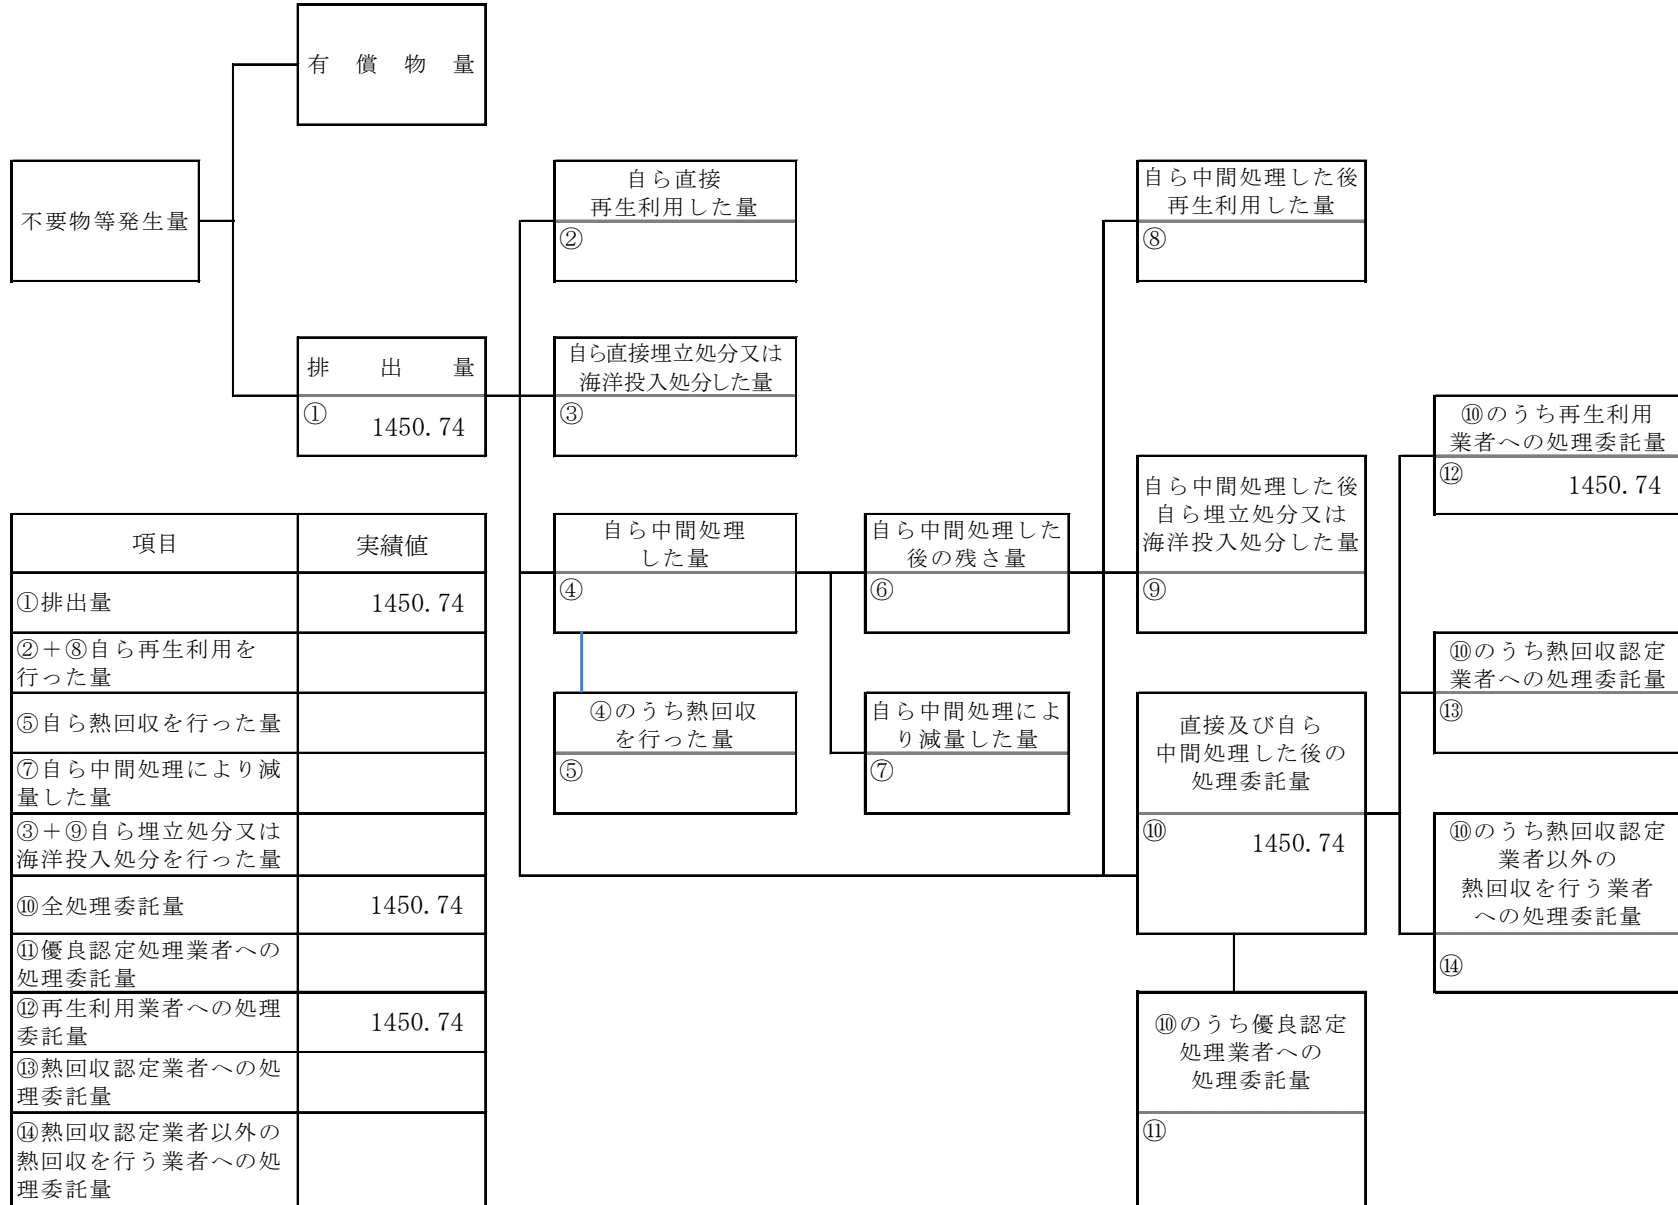 有償物量
不要物等発生量
排出量
①
1450.74
自ら直接
再生利用した量
②
自ら直接埋立処分又は
海洋投入処分した量
③
自ら中間処理
した量
④
④のうち熱回収
を行った量
⑤
自ら中間処理した
後の残さ量
⑥
自ら中間処理によ
り減量した量
⑦
自ら中間処理した後
再生利用した量
⑧
自ら中間処理した後
自ら埋立処分又は
海洋投入処分した量
⑨
直接及び自ら
中間処理した後の
処理委託量
⑩
1450.74
⑩のうち優良認定
処理業者への
処理委託量
⑪
⑩のうち再生利用
業者への処理委託量
⑫
1450.74
⑩のうち熱回収認定
業者への処理委託量
⑬
⑩のうち熱回収認定
業者以外の
熱回収を行う業者
への処理委託量
⑭
項目
実績値
①排出量
1450.74
②＋⑧自ら再生利用を
行った量
⑤自ら熱回収を行った量
⑦自ら中間処理により減
量した量
③＋⑨自ら埋立処分又は
海洋投入処分を行った量
⑩全処理委託量
1450.74
⑪優良認定処理業者への
処理委託量
⑫再生利用業者への処理
委託量
1450.74
⑬熱回収認定業者への処
理委託量
⑭熱回収認定業者以外の
熱回収を行う業者への処
理委託量